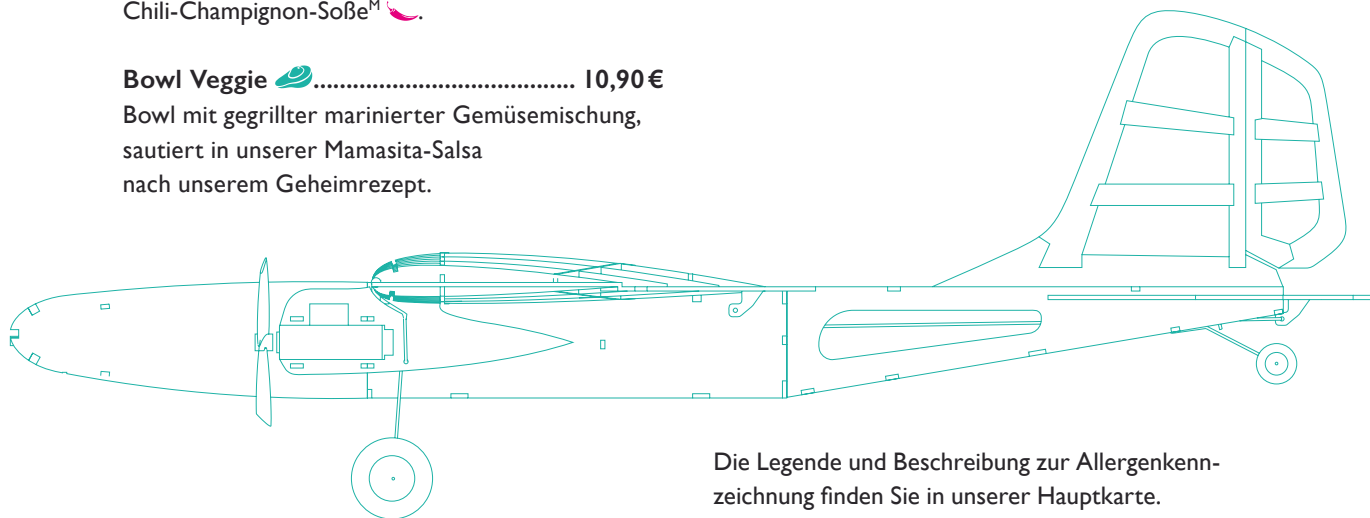 Chili-Champignon-Soßeᴹ.
Bowl Veggie ...................................... 10,90 €
Bowl mit gegrillter marinierter Gemüsemischung,
sautiert in unserer Mamasita-Salsa
nach unserem Geheimrezept.
Die Legende und Beschreibung zur Allergenkenn-
zeichnung finden Sie in unserer Hauptkarte.